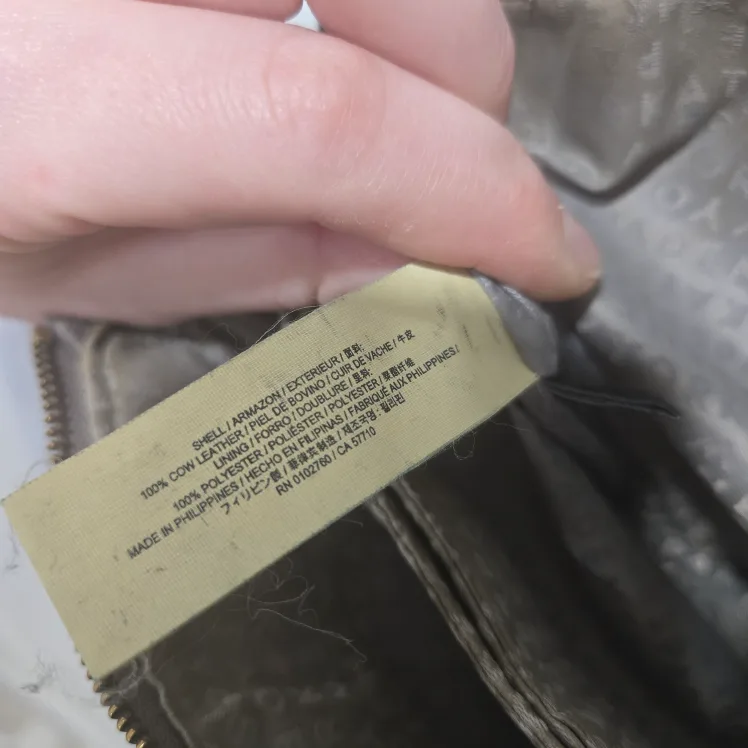 SHELL / ARMAZON / EXTERIEUR / 面料:
100% COW LEATHER / PIEL DE BOVINO / CUIR DE VACHE / 牛皮
LINING / FORRO / DOUBLURE / 里料:
100% POLYESTER / POLIÉSTER / POLYESTER / 聚酯纤维
MADE IN PHILIPPINES / HECHO EN FILIPINAS / FABRIQUÉ AUX PHILIPPINES /
フィリピン製 / 菲律宾制造 / 제조국명 : 필리핀
RN 0102760 / CA 57710